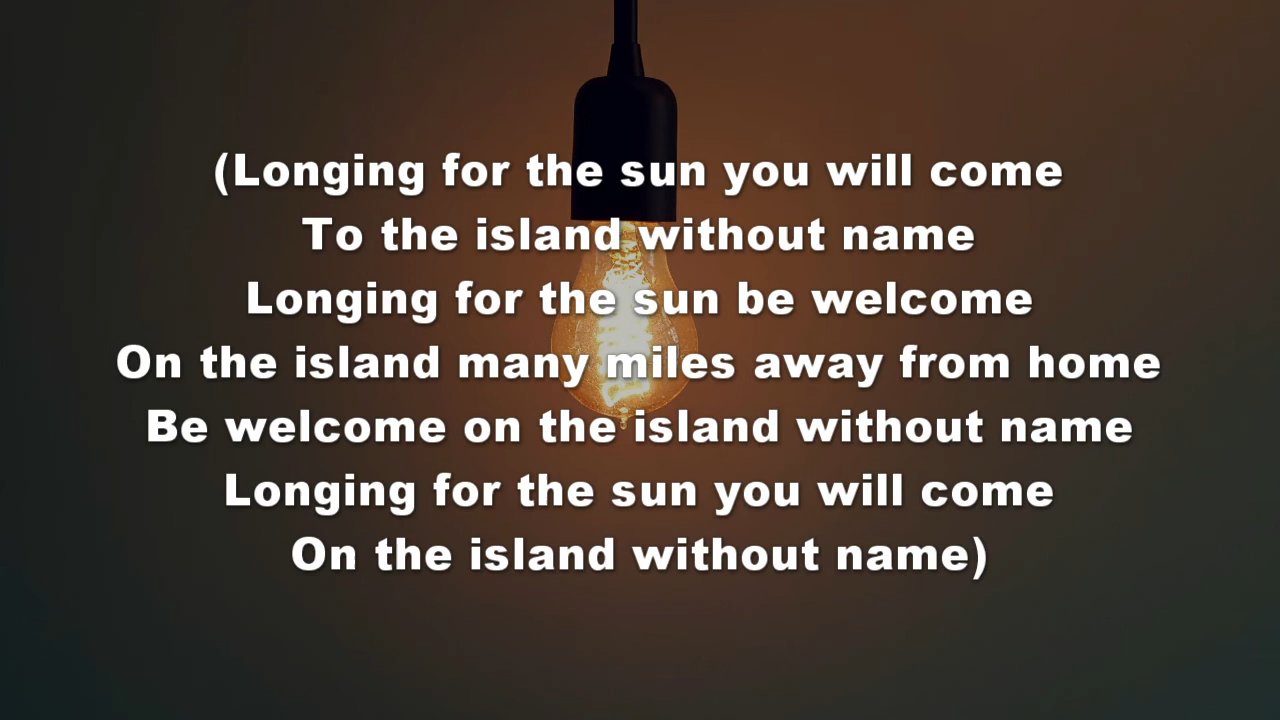 (Longing for the sun you will come
To the island without name
Longing for the sun be welcome
On the island many miles away from home
Be welcome on the island without name
Longing for the sun you will come
On the island without name)